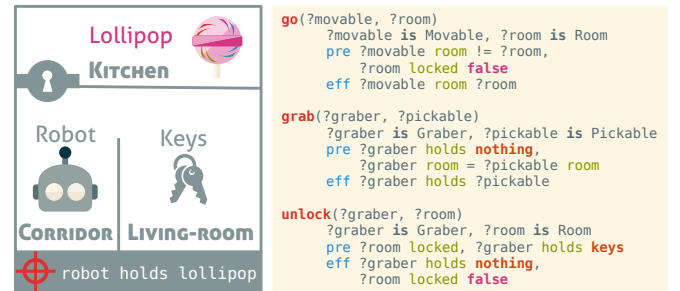 Lollipop
KITCHEN
Robot
Keys
CORRIDOR
LIVING-ROOM
robot holds lollipop
go(?movable, ?room)
?movable is Movable, ?room is Room
pre ?movable room != ?room,
?room locked false
eff ?movable room ?room
grab(?graber, ?pickable)
?graber is Graber, ?pickable is Pickable
pre ?graber holds nothing,
?graber room = ?pickable room
eff ?graber holds ?pickable
unlock(?graber, ?room)
?graber is Graber, ?room is Room
pre ?room locked, ?graber holds keys
eff ?graber holds nothing,
?room locked false